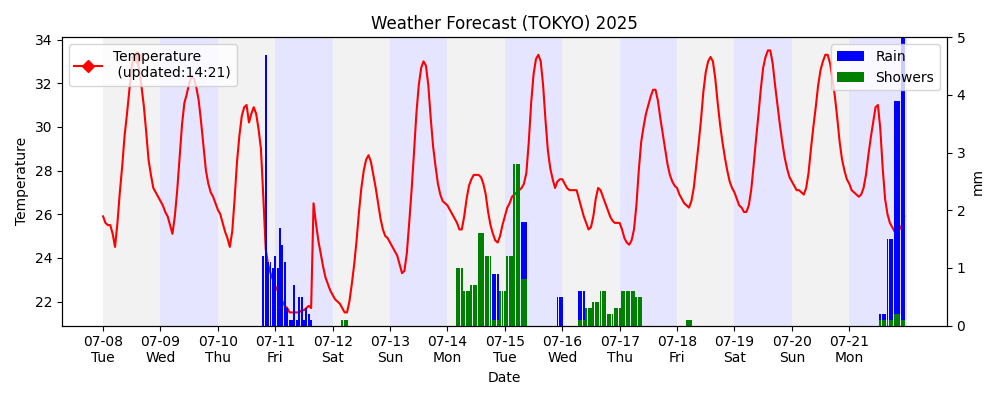 Weather Forecast (TOKYO) 2025
Temperature
(updated:14:21)
Rain
Showers
Temperature
34
32
30
28
26
24
22
5
4
3
2
1
0
mm
07-08 07-09 07-10 07-11 07-12 07-13 07-14 07-15 07-16 07-17 07-18 07-19 07-20 07-21
Tue Wed Thu Fri Sat Sun Mon Tue Wed Thu Fri Sat Sun Mon
Date